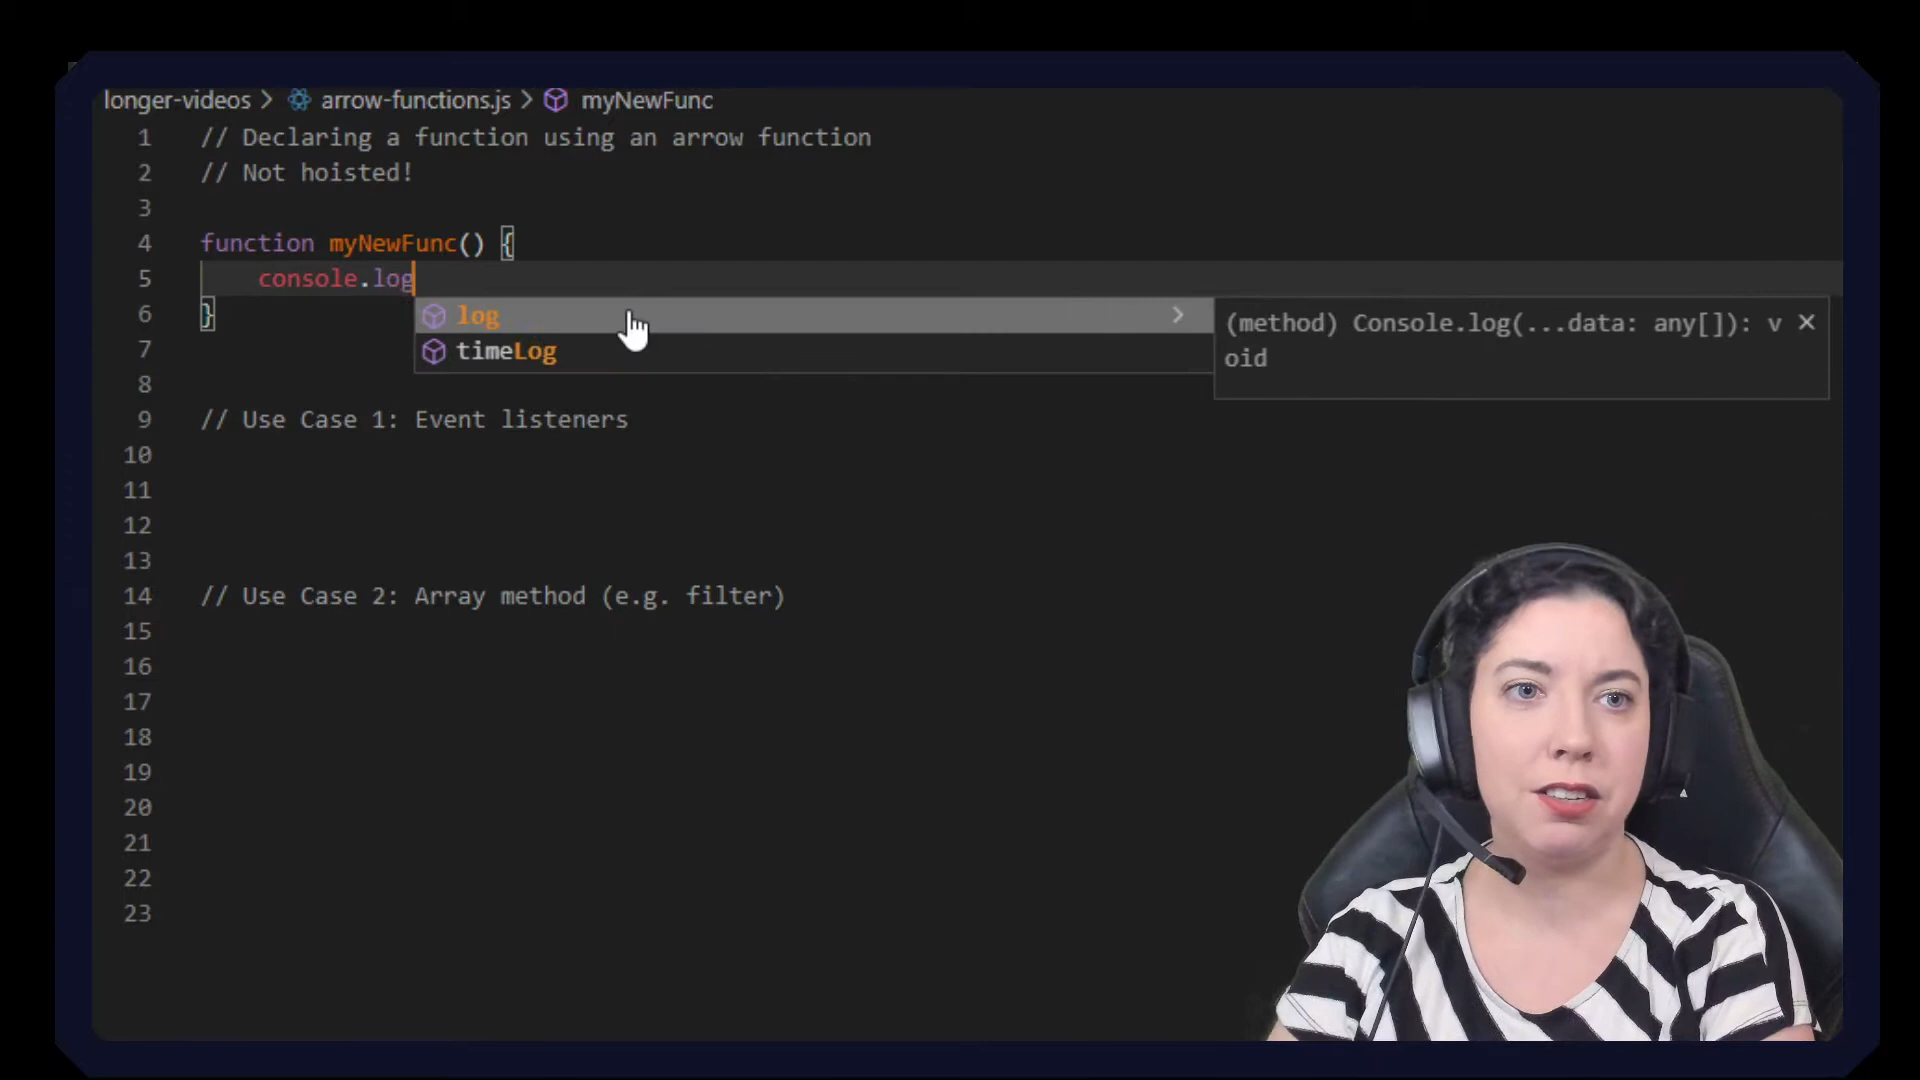 longer-videos > arrow-functions.js > myNewFunc
1 // Declaring a function using an arrow function
2 // Not hoisted!
3
4 function myNewFunc() {
5 console.log
6 }
log >
(method) Console.log(...data: any[]): v ×
oid
7
timeLog
8
9 // Use Case 1: Event listeners
10
11
12
13
14 // Use Case 2: Array method (e.g. filter)
15
16
17
18
19
20
21
22
23